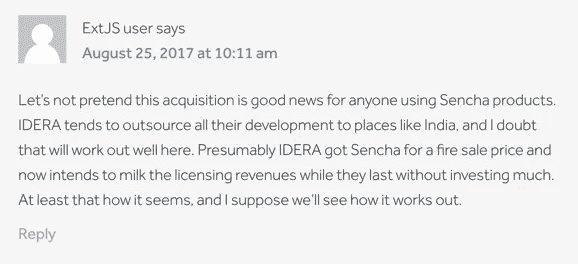 ExtJS user says
August 25, 2017 at 10:11 am
Let's not pretend this acquisition is good news for anyone using Sencha products.
IDERA tends to outsource all their development to places like India, and I doubt
that will work out well here. Presumably IDERA got Sencha for a fire sale price and
now intends to milk the licensing revenues while they last without investing much.
At least that how it seems, and I suppose we'll see how it works out.
Reply